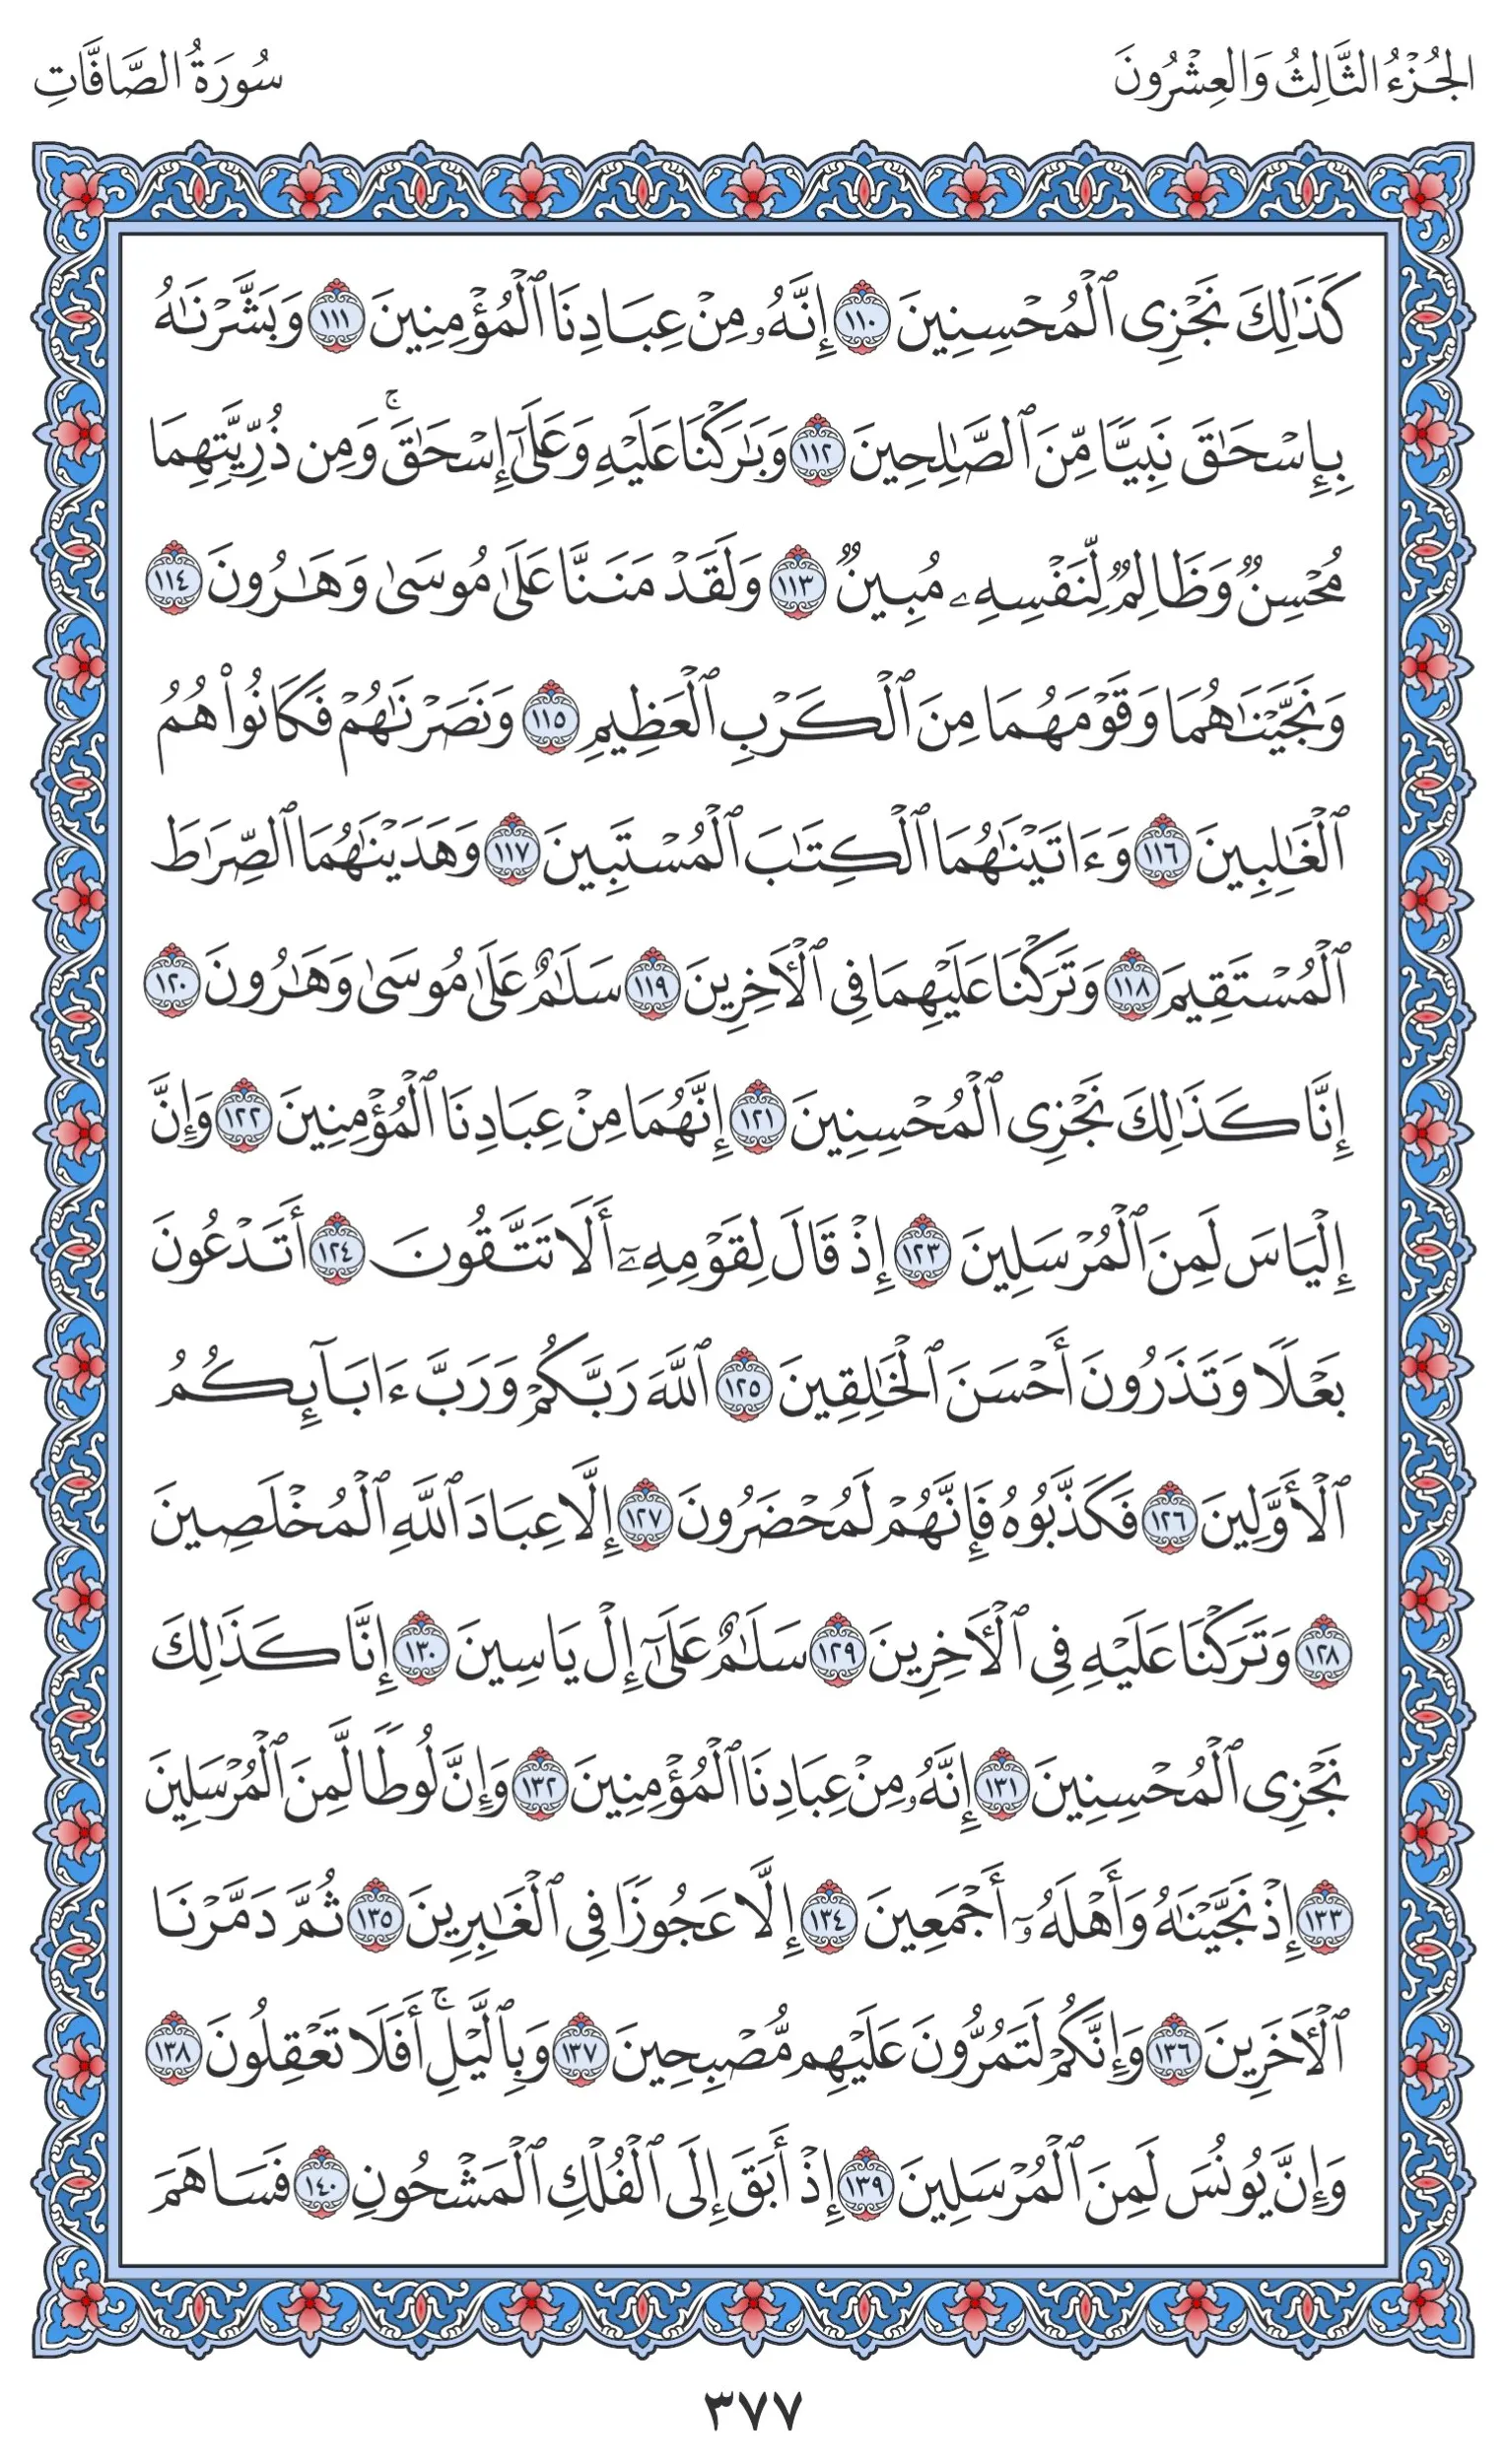 الجُزْءُ الثَّالِثُ وَالعِشْرُونَ
سُورَةُ الصَّافَّاتِ
كَذَٰلِكَ نَجْزِى ٱلْمُحْسِنِينَ ١١٠ إِنَّهُۥ مِنْ عِبَادِنَا ٱلْمُؤْمِنِينَ ١١١ وَبَشَّرْنَٰهُ
بِإِسْحَٰقَ نَبِيًّا مِّنَ ٱلصَّٰلِحِينَ ١١٢ وَبَٰرَكْنَا عَلَيْهِ وَعَلَىٰٓ إِسْحَٰقَ ۚ وَمِن ذُرِّيَّتِهِمَا
مُحْسِنٌ وَظَالِمٌ لِّنَفْسِهِۦ مُبِينٌ ١١٣ وَلَقَدْ مَنَنَّا عَلَىٰ مُوسَىٰ وَهَٰرُونَ ١١٤
وَنَجَّيْنَٰهُمَا وَقَوْمَهُمَا مِنَ ٱلْكَرْبِ ٱلْعَظِيمِ ١١٥ وَنَصَرْنَٰهُمْ فَكَانُوا۟ هُمُ
ٱلْغَٰلِبِينَ ١١٦ وَءَاتَيْنَٰهُمَا ٱلْكِتَٰبَ ٱلْمُسْتَبِينَ ١١٧ وَهَدَيْنَٰهُمَا ٱلصِّرَٰطَ
ٱلْمُسْتَقِيمَ ١١٨ وَتَرَكْنَا عَلَيْهِمَا فِى ٱلْءَاخِرِينَ ١١٩ سَلَٰمٌ عَلَىٰ مُوسَىٰ وَهَٰرُونَ ١٢٠
إِنَّا كَذَٰلِكَ نَجْزِى ٱلْمُحْسِنِينَ ١٢١ إِنَّهُمَا مِنْ عِبَادِنَا ٱلْمُؤْمِنِينَ ١٢٢ وَإِنَّ
إِلْيَاسَ لَمِنَ ٱلْمُرْسَلِينَ ١٢٣ إِذْ قَالَ لِقَوْمِهِۦٓ أَلَا تَتَّقُونَ ١٢٤ أَتَدْعُونَ
بَعْلًا وَتَذَرُونَ أَحْسَنَ ٱلْخَٰلِقِينَ ١٢٥ ٱللَّهَ رَبَّكُمْ وَرَبَّ ءَابَآئِكُمُ
ٱلْأَوَّلِينَ ١٢٦ فَكَذَّبُوهُ فَإِنَّهُمْ لَمُحْضَرُونَ ١٢٧ إِلَّا عِبَادَ ٱللَّهِ ٱلْمُخْلَصِينَ
١٢٨ وَتَرَكْنَا عَلَيْهِ فِى ٱلْءَاخِرِينَ ١٢٩ سَلَٰمٌ عَلَىٰٓ إِلْ يَاسِينَ ١٣٠ إِنَّا كَذَٰلِكَ
نَجْزِى ٱلْمُحْسِنِينَ ١٣١ إِنَّهُۥ مِنْ عِبَادِنَا ٱلْمُؤْمِنِينَ ١٣٢ وَإِنَّ لُوطًا لَّمِنَ ٱلْمُرْسَلِينَ
١٣٣ إِذْ نَجَّيْنَٰهُ وَأَهْلَهُۥٓ أَجْمَعِينَ ١٣٤ إِلَّا عَجُوزًا فِى ٱلْغَٰبِرِينَ ١٣٥ ثُمَّ دَمَّرْنَا
ٱلْءَاخَرِينَ ١٣٦ وَإِنَّكُمْ لَتَمُرُّونَ عَلَيْهِم مُّصْبِحِينَ ١٣٧ وَبِٱلَّيْلِ ۚ أَفَلَا تَعْقِلُونَ ١٣٨
وَإِنَّ يُونُسَ لَمِنَ ٱلْمُرْسَلِينَ ١٣٩ إِذْ أَبَقَ إِلَى ٱلْفُلْكِ ٱلْمَشْحُونِ ١٤٠ فَسَاهَمَ
٣٧٧